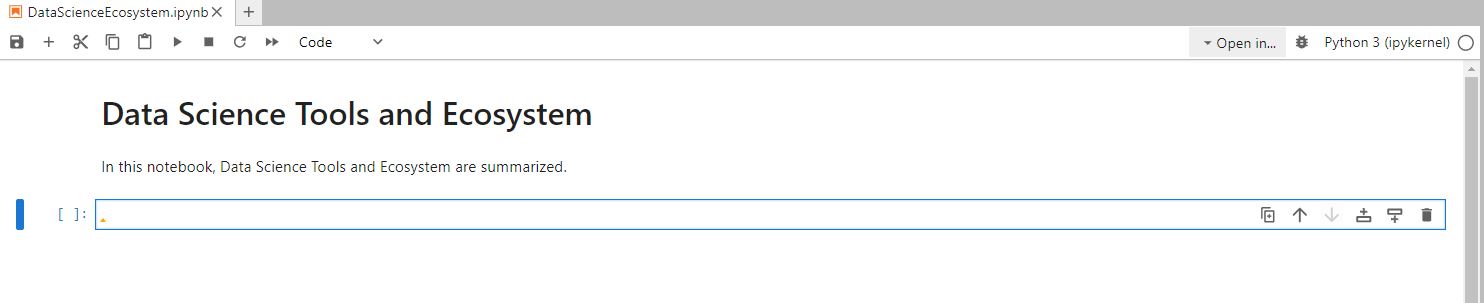 DataScienceEcosystem.ipynb
Code
Open in...
Python 3 (ipykernel)
Data Science Tools and Ecosystem
In this notebook, Data Science Tools and Ecosystem are summarized.
[ ]: